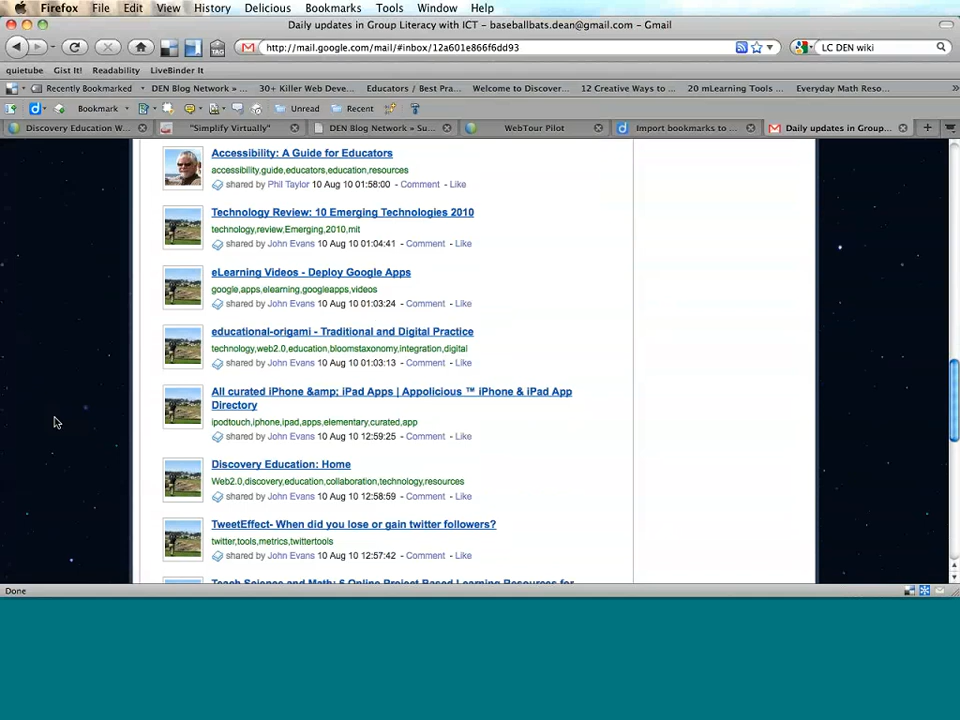 Firefox File Edit View History Delicious Bookmarks Tools Window Help
Daily updates in Group Literacy with ICT - baseballbats.dean@gmail.com - Gmail
TAG http://mail.google.com/mail/#inbox/12a601e866f6dd93 LC DEN wiki
quietube Gist It! Readability LiveBinder It
Recently Bookmarked DEN Blog Network »... 30+ Killer Web Dev... Educators / Best Pra... Welcome to Discover... 12 Creative Ways to ... 20 mLearning Tools ... Everyday Math Reso... »
Bookmark Unread Recent
Discovery Education W... "Simplify Virtually" DEN Blog Network » Su... WebTour Pilot Import bookmarks to ... Daily updates in Group...
Accessibility: A Guide for Educators
accessibility,guide,educators,education,resources
shared by Phil Taylor 10 Aug 10 01:58:00 - Comment - Like
Technology Review: 10 Emerging Technologies 2010
technology,review,Emerging,2010,mit
shared by John Evans 10 Aug 10 01:04:41 - Comment - Like
eLearning Videos - Deploy Google Apps
google,apps,elearning,googleapps,videos
shared by John Evans 10 Aug 10 01:03:24 - Comment - Like
educational-origami - Traditional and Digital Practice
technology,web2.0,education,bloomstaxonomy,integration,digital
shared by John Evans 10 Aug 10 01:03:13 - Comment - Like
All curated iPhone &amp; iPad Apps | Appolicious ™ iPhone & iPad App
Directory
ipodtouch,iphone,ipad,apps,elementary,curated,app
shared by John Evans 10 Aug 10 12:59:25 - Comment - Like
Discovery Education: Home
Web2.0,discovery,education,collaboration,technology,resources
shared by John Evans 10 Aug 10 12:58:59 - Comment - Like
TweetEffect- When did you lose or gain twitter followers?
twitter,tools,metrics,twittertools
shared by John Evans 10 Aug 10 12:57:42 - Comment - Like
Teach Science and Math: 6 Online Project Based Learning Resources for
Done